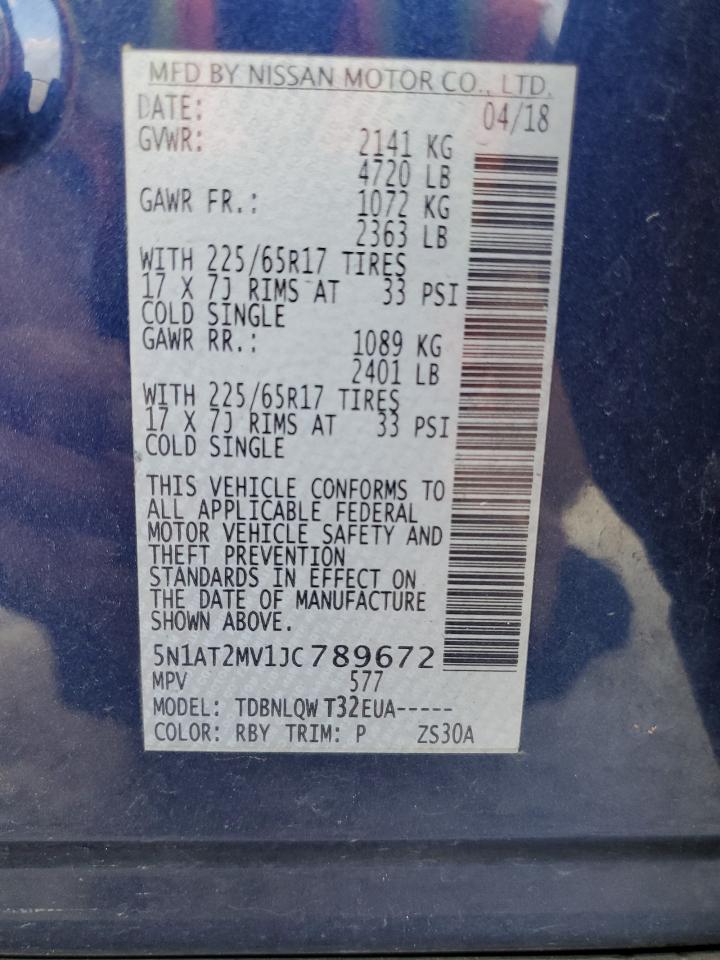 MFD BY NISSAN MOTOR CO., LTD.
DATE: 04/18
GVWR: 2141 KG
4720 LB
GAWR FR.: 1072 KG
2363 LB
WITH 225/65R17 TIRES
17 X 7J RIMS AT 33 PSI
COLD SINGLE
GAWR RR.: 1089 KG
2401 LB
WITH 225/65R17 TIRES
17 X 7J RIMS AT 33 PSI
COLD SINGLE
THIS VEHICLE CONFORMS TO
ALL APPLICABLE FEDERAL
MOTOR VEHICLE SAFETY AND
THEFT PREVENTION
STANDARDS IN EFFECT ON
THE DATE OF MANUFACTURE
SHOWN ABOVE.
5N1AT2MV1JC789672
MPV 577
MODEL: TDBNLQWT32EUA-----
COLOR: RBY TRIM: P ZS30A